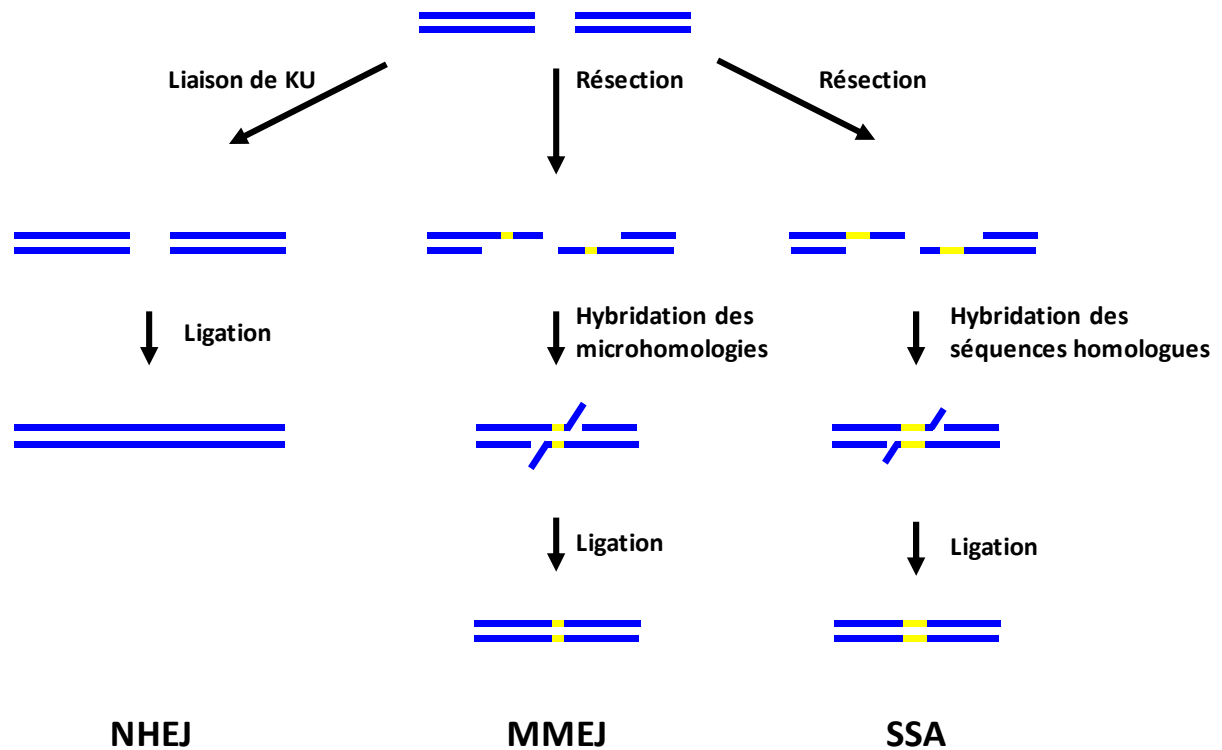 Liaison de KU
Résection
Résection
Ligation
Hybridation des
microhomologies
Hybridation des
séquences homologues
Ligation
Ligation
NHEJ
MMEJ
SSA